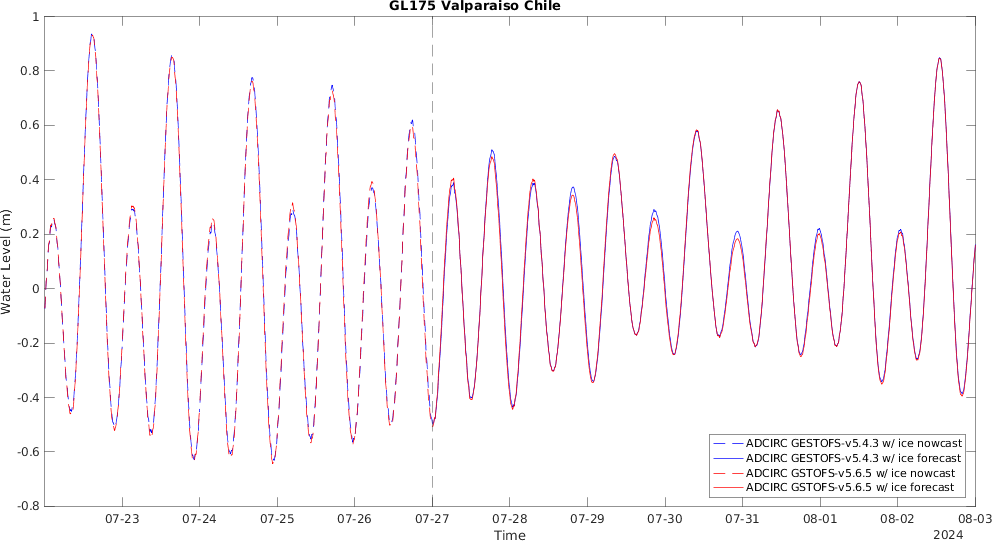 GL175 Valparaiso Chile
Water Level (m)
1
0.8
0.6
0.4
0.2
0
-0.2
-0.4
-0.6
-0.8
ADCIRC GESTOFS-v5.4.3 w/ ice nowcast
ADCIRC GESTOFS-v5.4.3 w/ ice forecast
ADCIRC GSTOFS-v5.6.5 w/ ice nowcast
ADCIRC GSTOFS-v5.6.5 w/ ice forecast
07-23 07-24 07-25 07-26 07-27 07-28 07-29 07-30 07-31 08-01 08-02 08-03
Time
2024